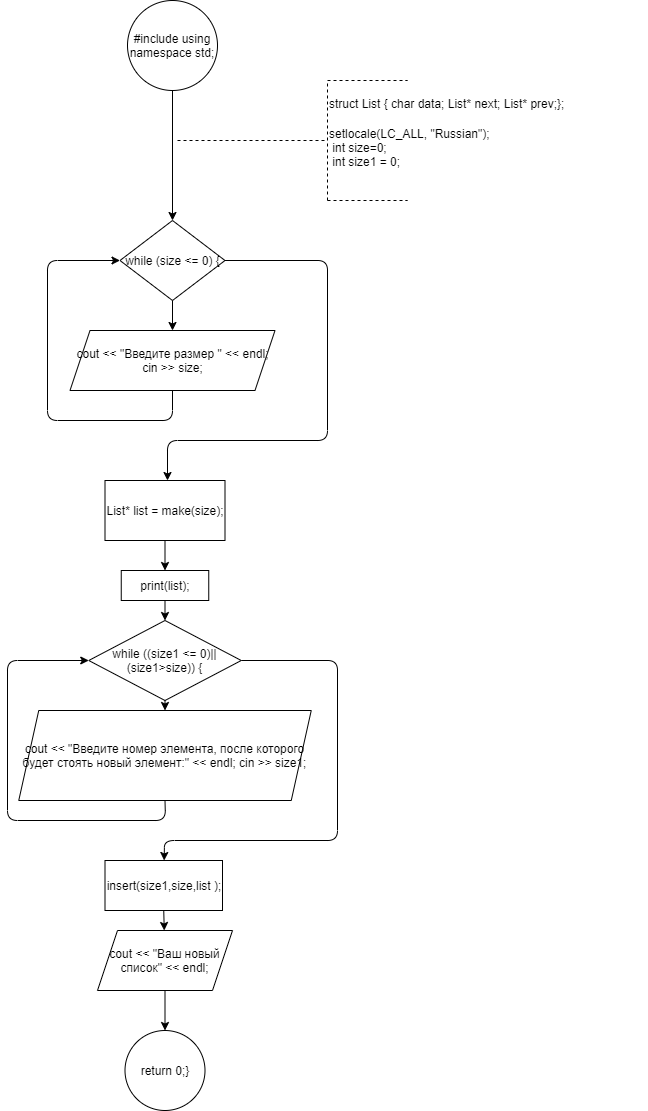 #include using
namespace std;
struct List { char data; List* next; List* prev;};
setlocale(LC_ALL, "Russian");
int size=0;
int size1 = 0;
while (size <= 0) {
cout << "Введите размер " << endl;
cin >> size;
List* list = make(size);
print(list);
while ((size1 <= 0)||
(size1>size)) {
cout << "Введите номер элемента, после которого
будет стоять новый элемент:" << endl; cin >> size1;
insert(size1,size,list );
cout << "Ваш новый
список" << endl;
return 0;}